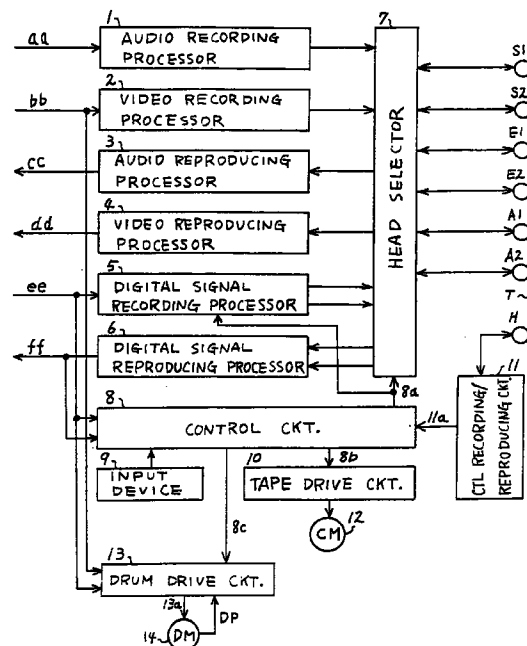 1
aa
AUDIO RECORDING
PROCESSOR
7
S1
2
bb
VIDEO RECORDING
PROCESSOR
S2
3
cc
AUDIO REPRODUCING
PROCESSOR
HEAD SELECTOR
E1
4
dd
VIDEO REPRODUCING
PROCESSOR
E2
A1
5
ee
DIGITAL SIGNAL
RECORDING PROCESSOR
A2
T
6
ff
DIGITAL SIGNAL
REPRODUCING PROCESSOR
H
8a
11
8
CONTROL CKT.
11a
CTL RECORDING/
REPRODUCING CKT.
9
INPUT
DEVICE
8b
10
TAPE DRIVE CKT.
8c
CM
12
13
DRUM DRIVE CKT.
13a
DP
14
DM